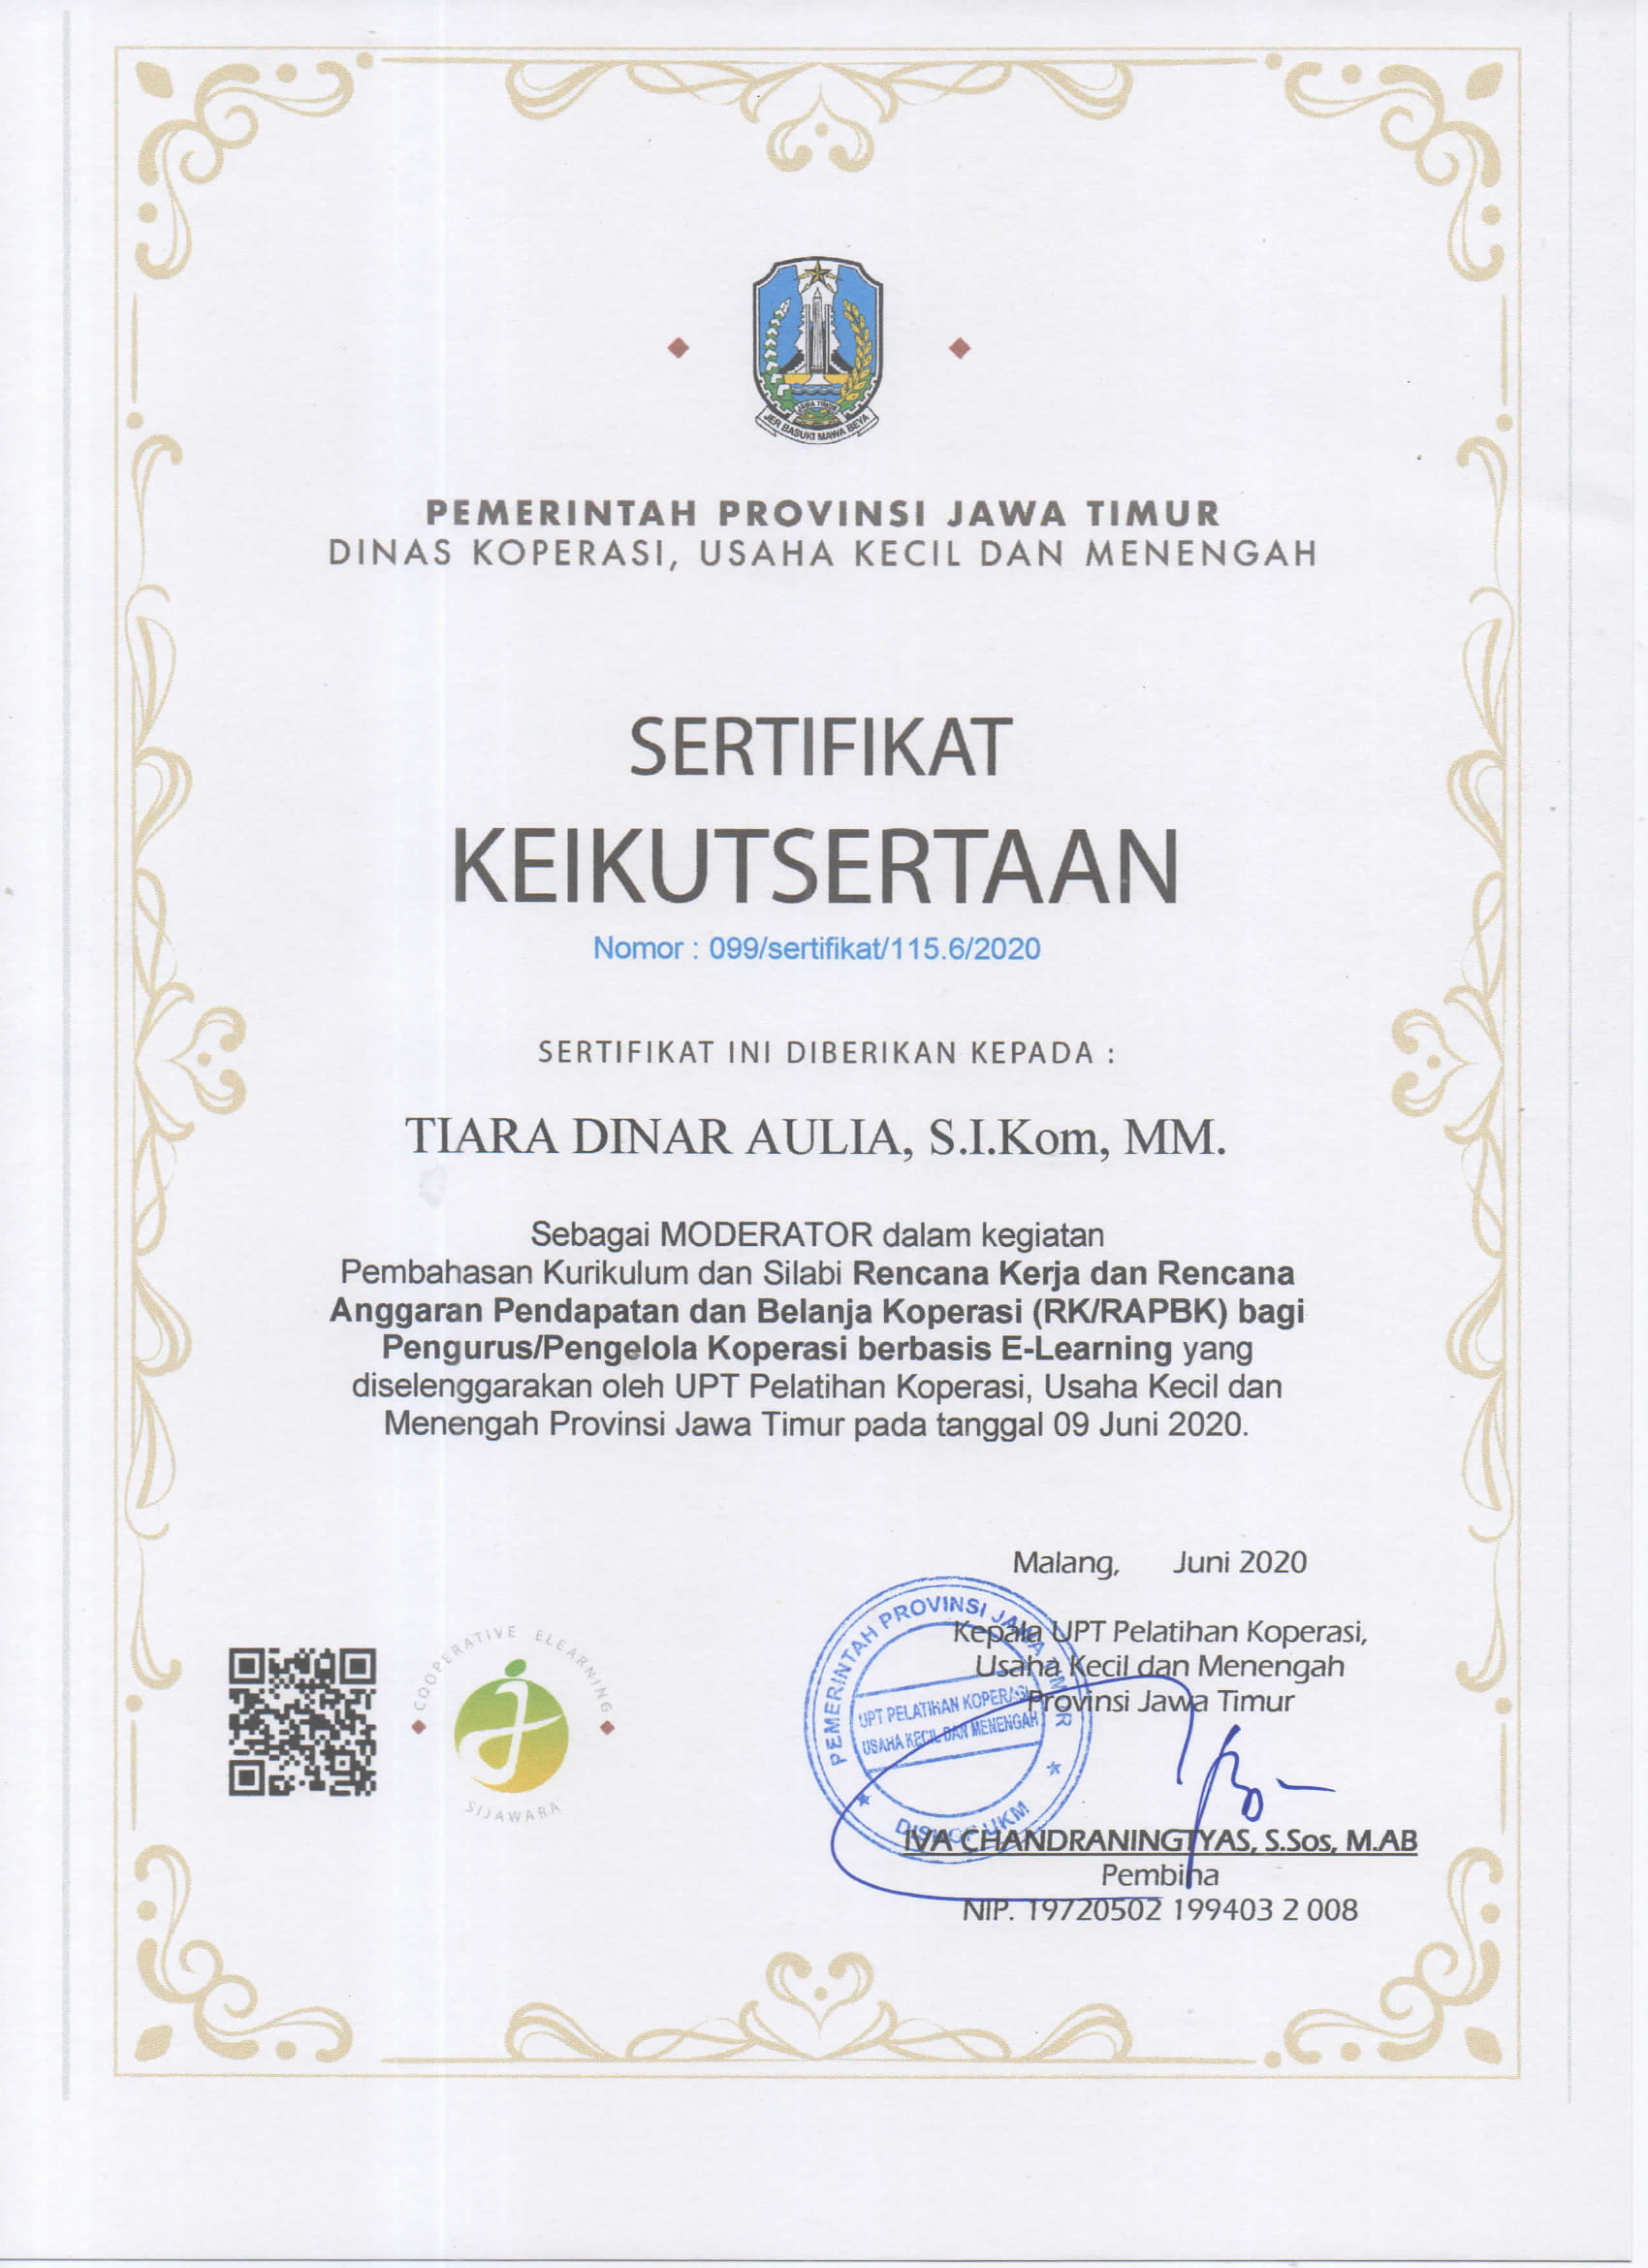 JAWA TIMUR
JER BASUKI MAWA BEYA
PEMERINTAH PROVINSI JAWA TIMUR
DINAS KOPERASI, USAHA KECIL DAN MENENGAH
SERTIFIKAT
KEIKUTSERTAAN
Nomor : 099/sertifikat/115.6/2020
SERTIFIKAT INI DIBERIKAN KEPADA :
TIARA DINAR AULIA, S.I.Kom, MM.
Sebagai MODERATOR dalam kegiatan
Pembahasan Kurikulum dan Silabi Rencana Kerja dan Rencana
Anggaran Pendapatan dan Belanja Koperasi (RK/RAPBK) bagi
Pengurus/Pengelola Koperasi berbasis E-Learning yang
diselenggarakan oleh UPT Pelatihan Koperasi, Usaha Kecil dan
Menengah Provinsi Jawa Timur pada tanggal 09 Juni 2020.
Malang, Juni 2020
Kepala UPT Pelatihan Koperasi,
Usaha Kecil dan Menengah
Provinsi Jawa Timur
COOPERATIVE ELEARNING
SIJAWARA
PEMERINTAH PROVINSI JAWA TIMUR
UPT PELATIHAN KOPERASI
USAHA KECIL DAN MENENGAH
DISKOP UKM
IVA CHANDRANINGTYAS, S.Sos, M.AB
Pembina
NIP. 19720502 199403 2 008